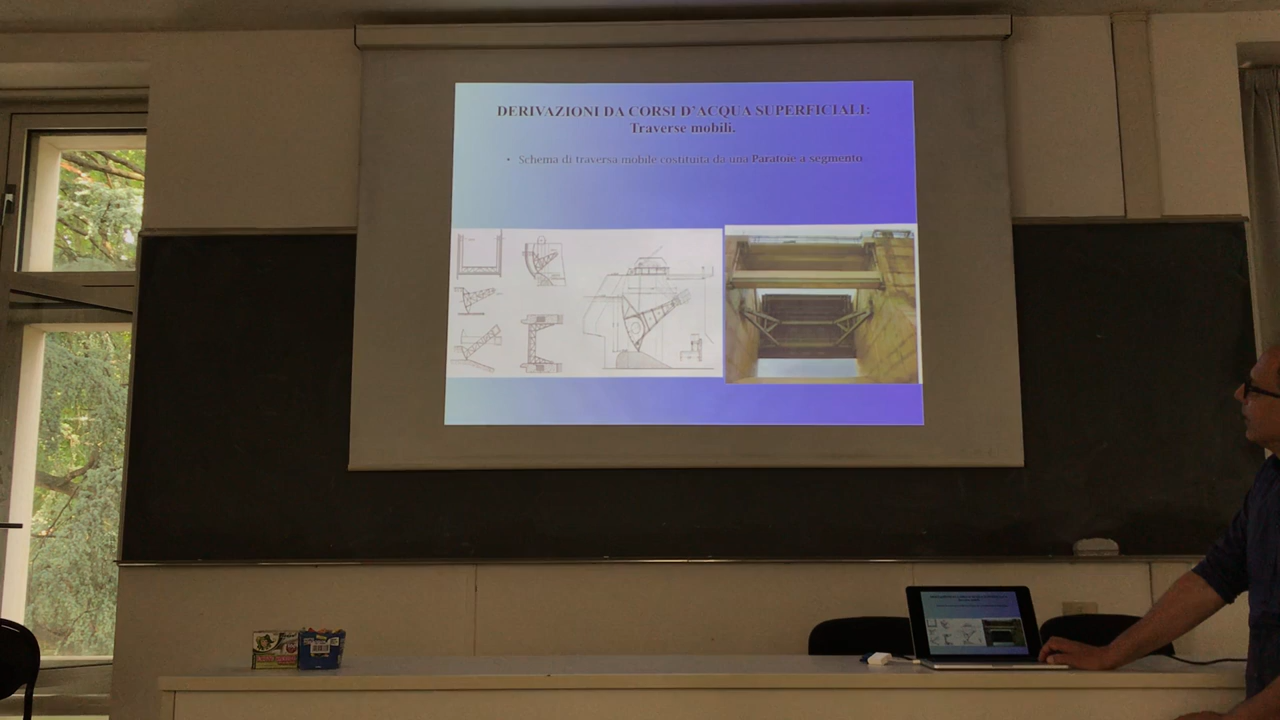 DERIVAZIONI DA CORSI D'ACQUA SUPERFICIALI:
Traverse mobili.
• Schema di traversa mobile costituita da una Paratoie a segmento